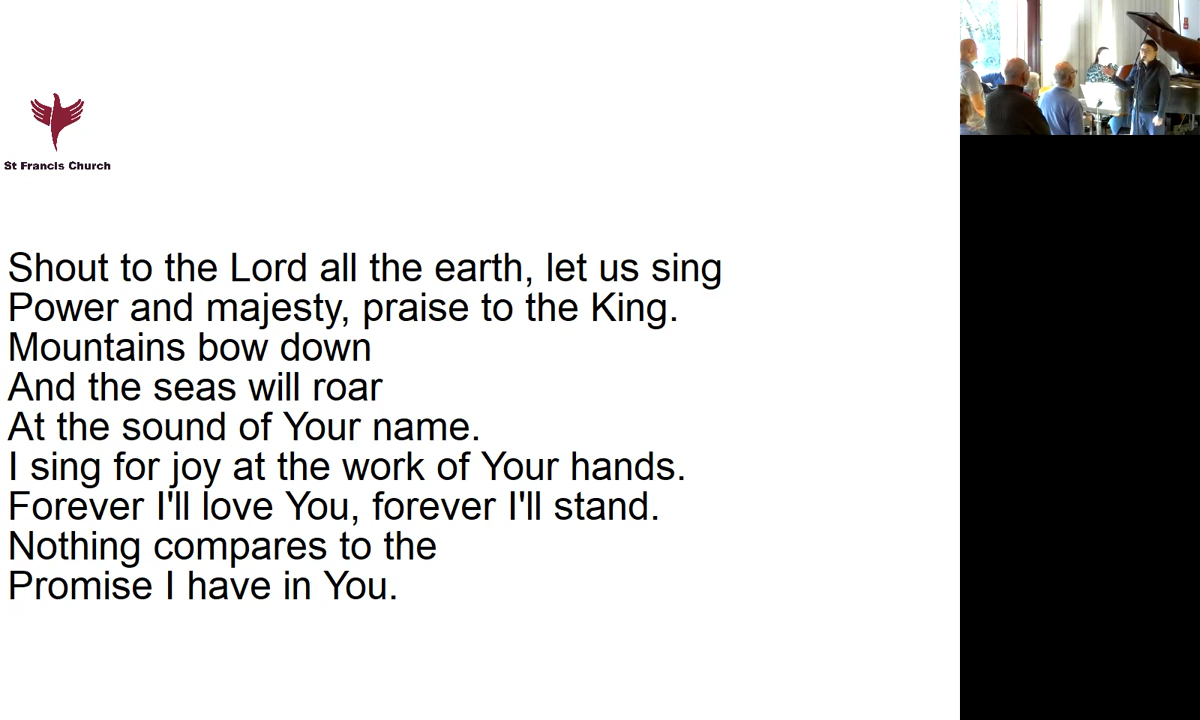 St Francis Church
Shout to the Lord all the earth, let us sing
Power and majesty, praise to the King.
Mountains bow down
And the seas will roar
At the sound of Your name.
I sing for joy at the work of Your hands.
Forever I'll love You, forever I'll stand.
Nothing compares to the
Promise I have in You.